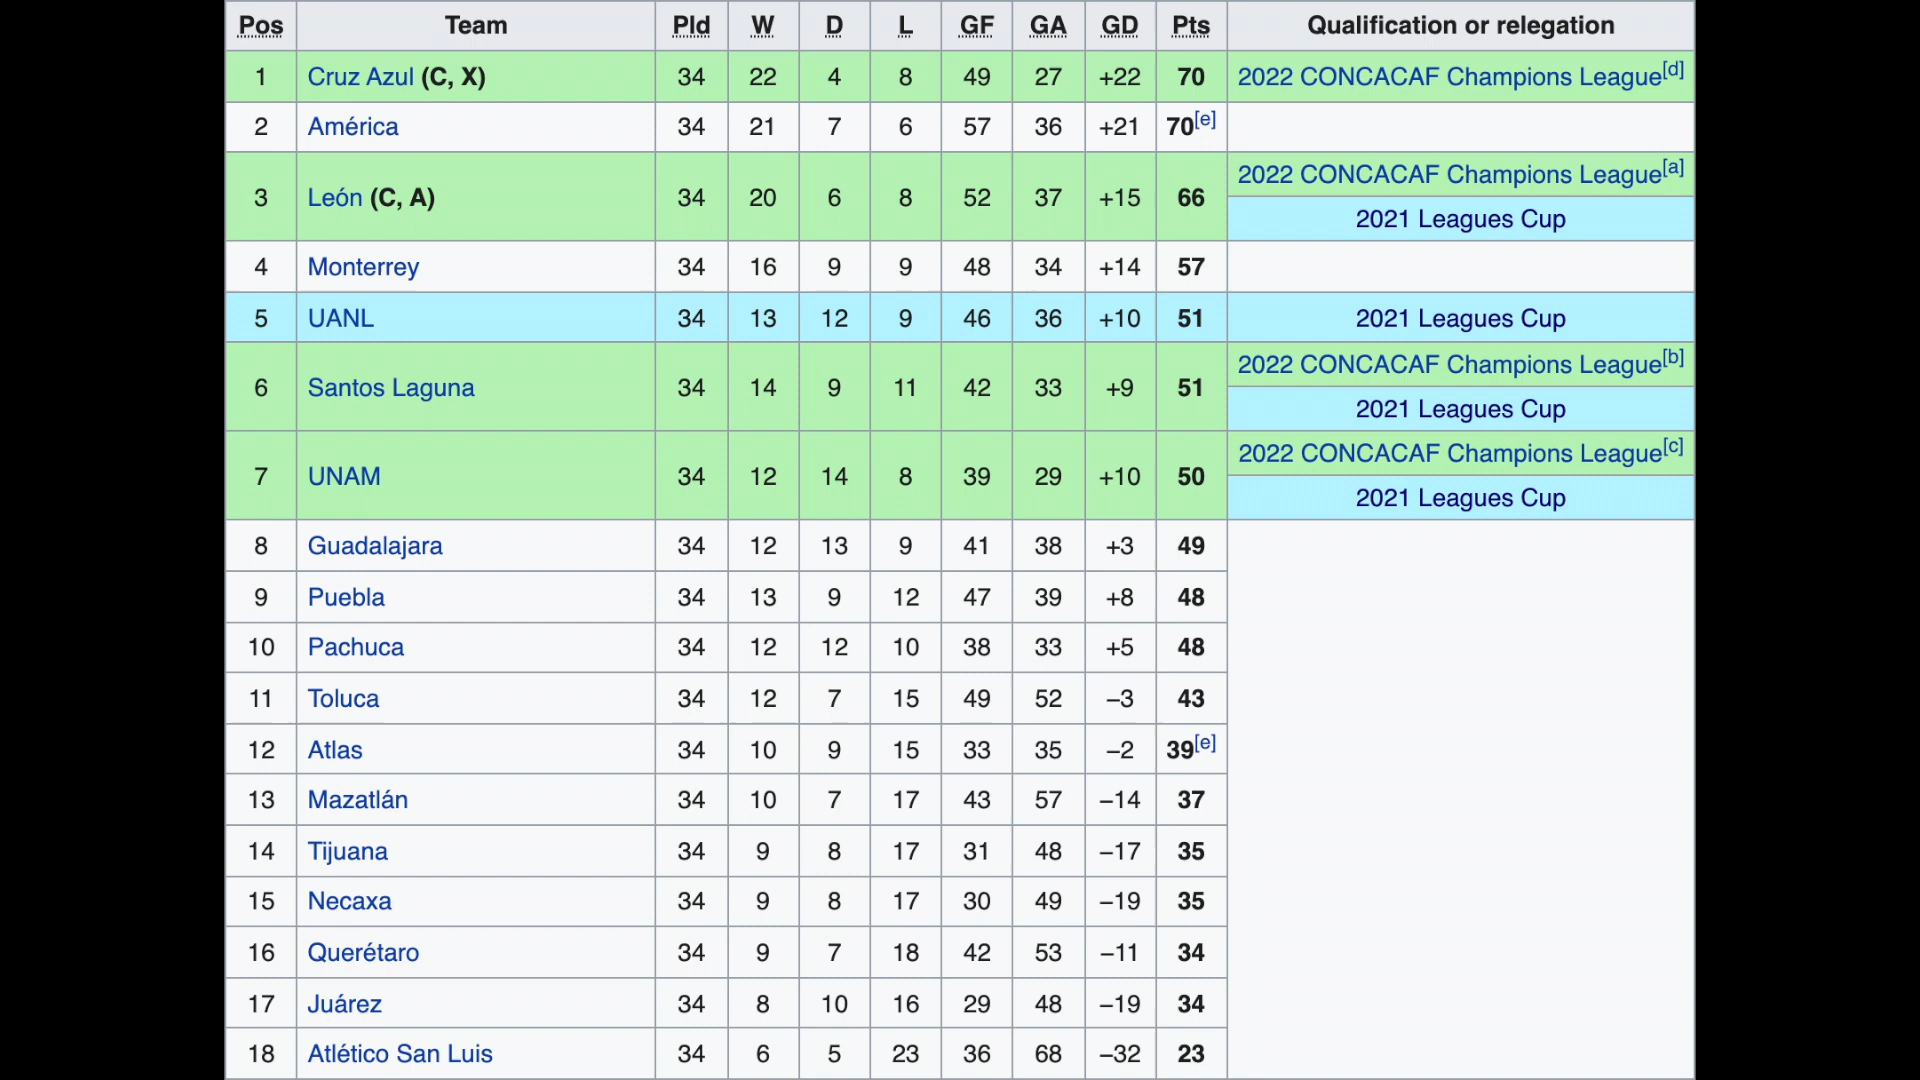 Pos Team Pld W D L GF GA GD Pts Qualification or relegation
1 Cruz Azul (C, X) 34 22 4 8 49 27 +22 70 2022 CONCACAF Champions League[d]
2 América 34 21 7 6 57 36 +21 70[e]
3 León (C, A) 34 20 6 8 52 37 +15 66 2022 CONCACAF Champions League[a]
2021 Leagues Cup
4 Monterrey 34 16 9 9 48 34 +14 57
5 UANL 34 13 12 9 46 36 +10 51 2021 Leagues Cup
6 Santos Laguna 34 14 9 11 42 33 +9 51 2022 CONCACAF Champions League[b]
2021 Leagues Cup
7 UNAM 34 12 14 8 39 29 +10 50 2022 CONCACAF Champions League[c]
2021 Leagues Cup
8 Guadalajara 34 12 13 9 41 38 +3 49
9 Puebla 34 13 9 12 47 39 +8 48
10 Pachuca 34 12 12 10 38 33 +5 48
11 Toluca 34 12 7 15 49 52 −3 43
12 Atlas 34 10 9 15 33 35 −2 39[e]
13 Mazatlán 34 10 7 17 43 57 −14 37
14 Tijuana 34 9 8 17 31 48 −17 35
15 Necaxa 34 9 8 17 30 49 −19 35
16 Querétaro 34 9 7 18 42 53 −11 34
17 Juárez 34 8 10 16 29 48 −19 34
18 Atlético San Luis 34 6 5 23 36 68 −32 23